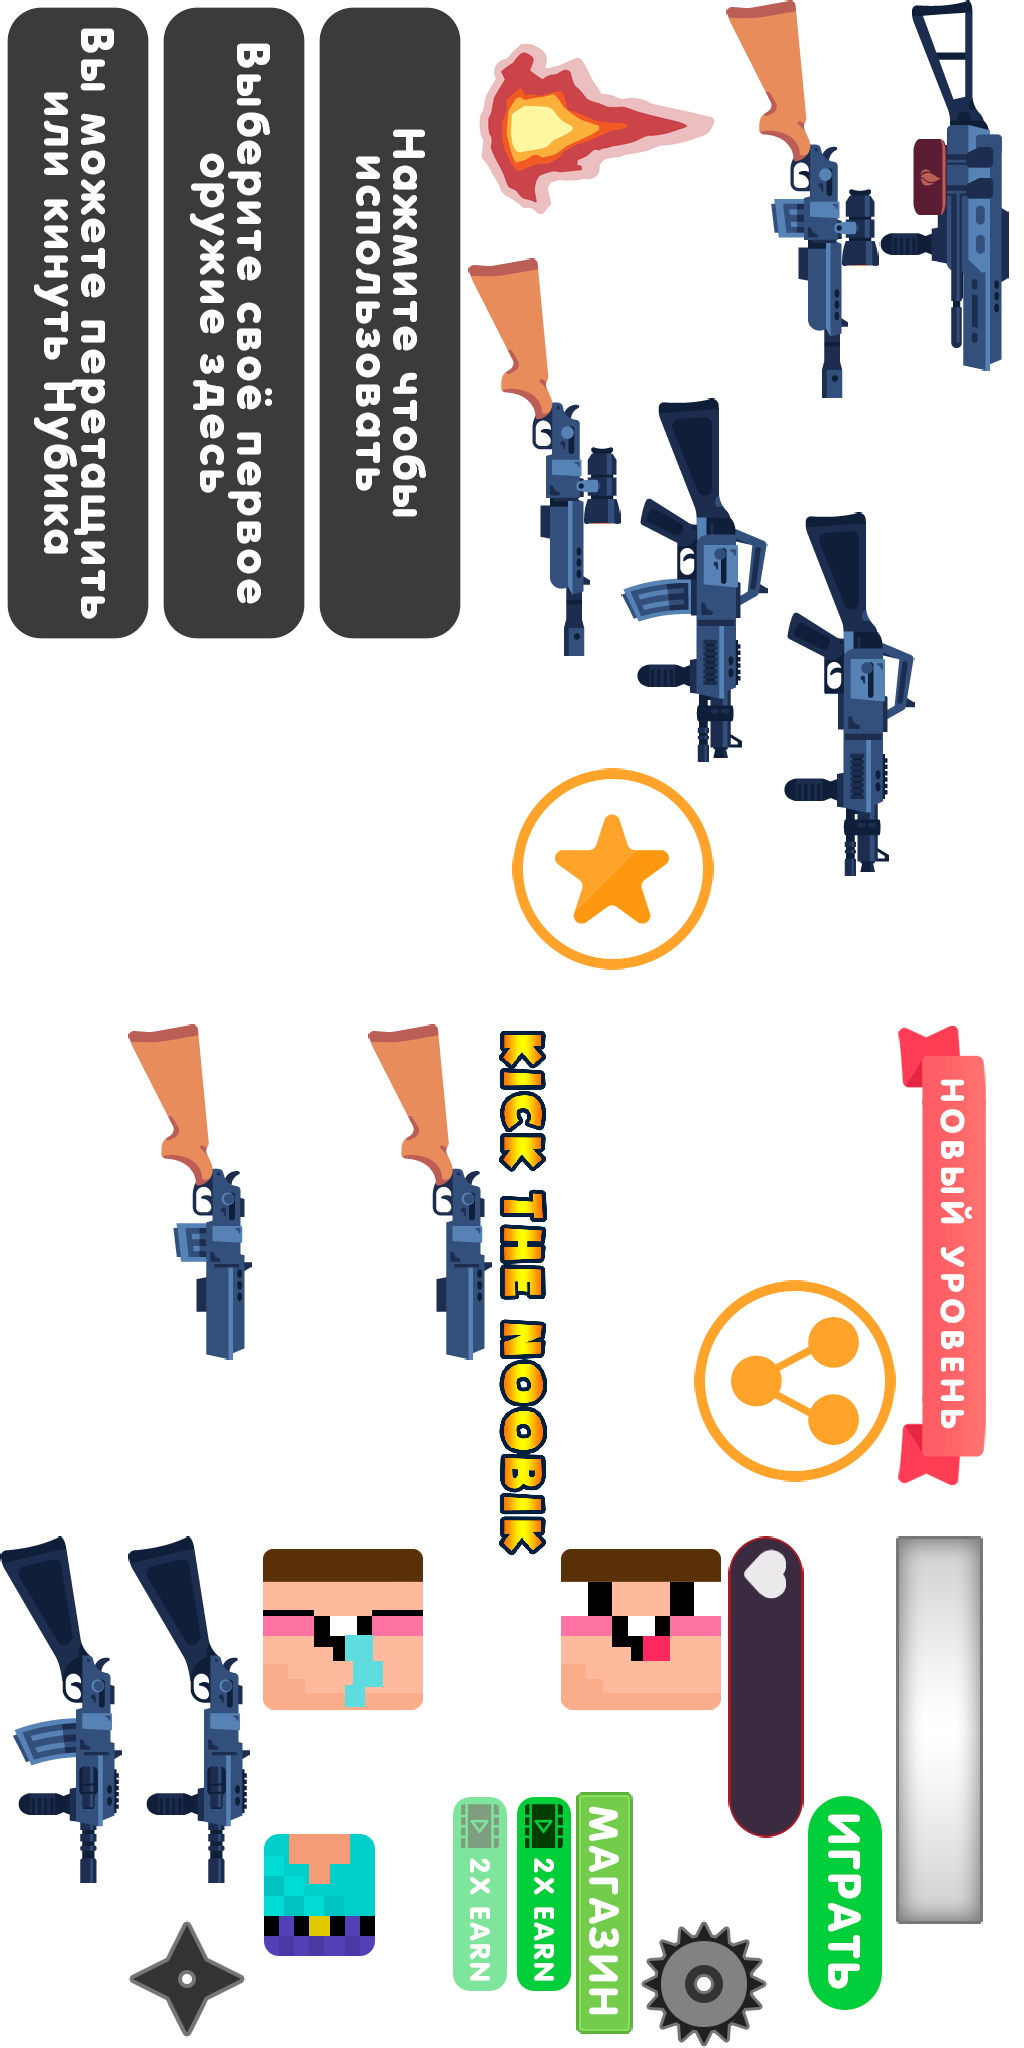 Вы можете перетащить
или кинуть Нубика
Выберите своё первое
оружие здесь
Нажмите чтобы
использовать
KICK THE NOOBIK
НОВЫЙ УРОВЕНЬ
2X EARN
2X EARN
МАГАЗИН
ИГРАТЬ